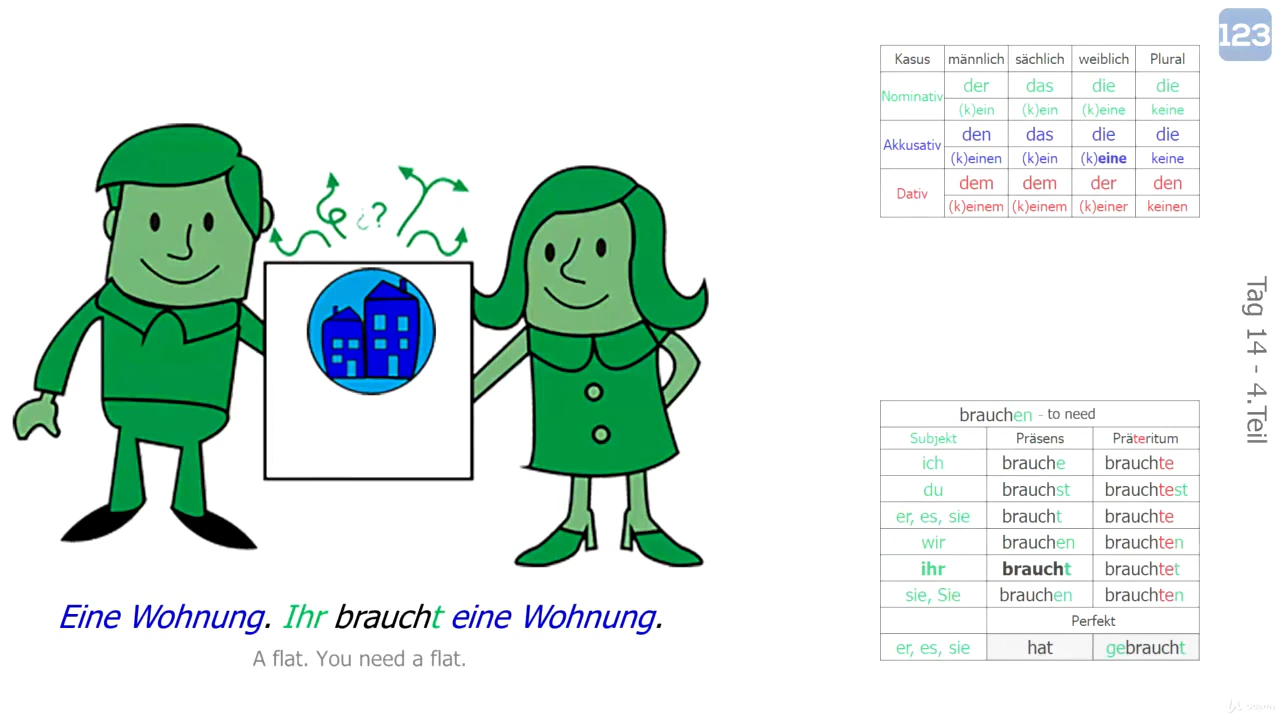 123
Kasus männlich sächlich weiblich Plural
Nominativ der das die die
(k)ein (k)ein (k)eine keine
Akkusativ den das die die
(k)einen (k)ein (k)eine keine
Dativ dem dem der den
(k)einem (k)einem (k)einer keinen
¿?
Tag 14 - 4.Teil
brauchen - to need
Subjekt Präsens Präteritum
ich brauche brauchte
du brauchst brauchtest
er, es, sie braucht brauchte
wir brauchen brauchten
ihr braucht brauchtet
sie, Sie brauchen brauchten
Perfekt
er, es, sie hat gebraucht
Eine Wohnung. Ihr braucht eine Wohnung.
A flat. You need a flat.